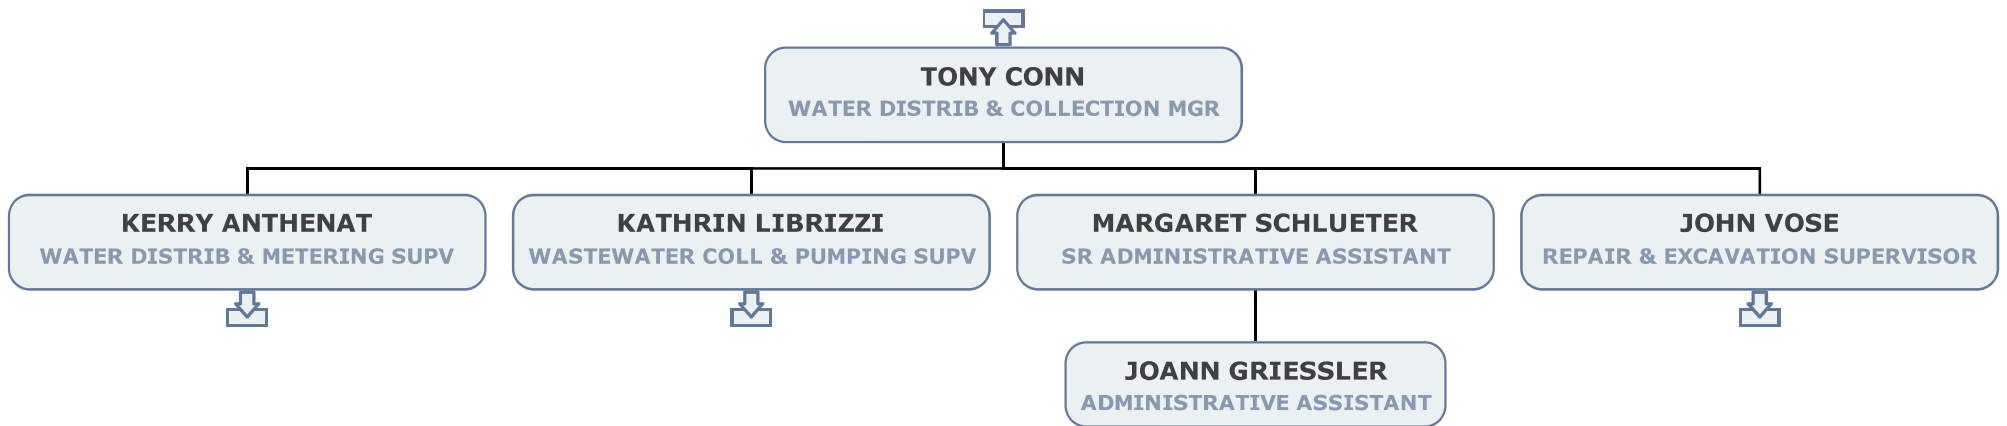 TONY CONN
WATER DISTRIB & COLLECTION MGR
KERRY ANTHENAT
WATER DISTRIB & METERING SUPV
KATHRIN LIBRIZZI
WASTEWATER COLL & PUMPING SUPV
MARGARET SCHLUETER
SR ADMINISTRATIVE ASSISTANT
JOHN VOSE
REPAIR & EXCAVATION SUPERVISOR
JOANN GRIESSLER
ADMINISTRATIVE ASSISTANT